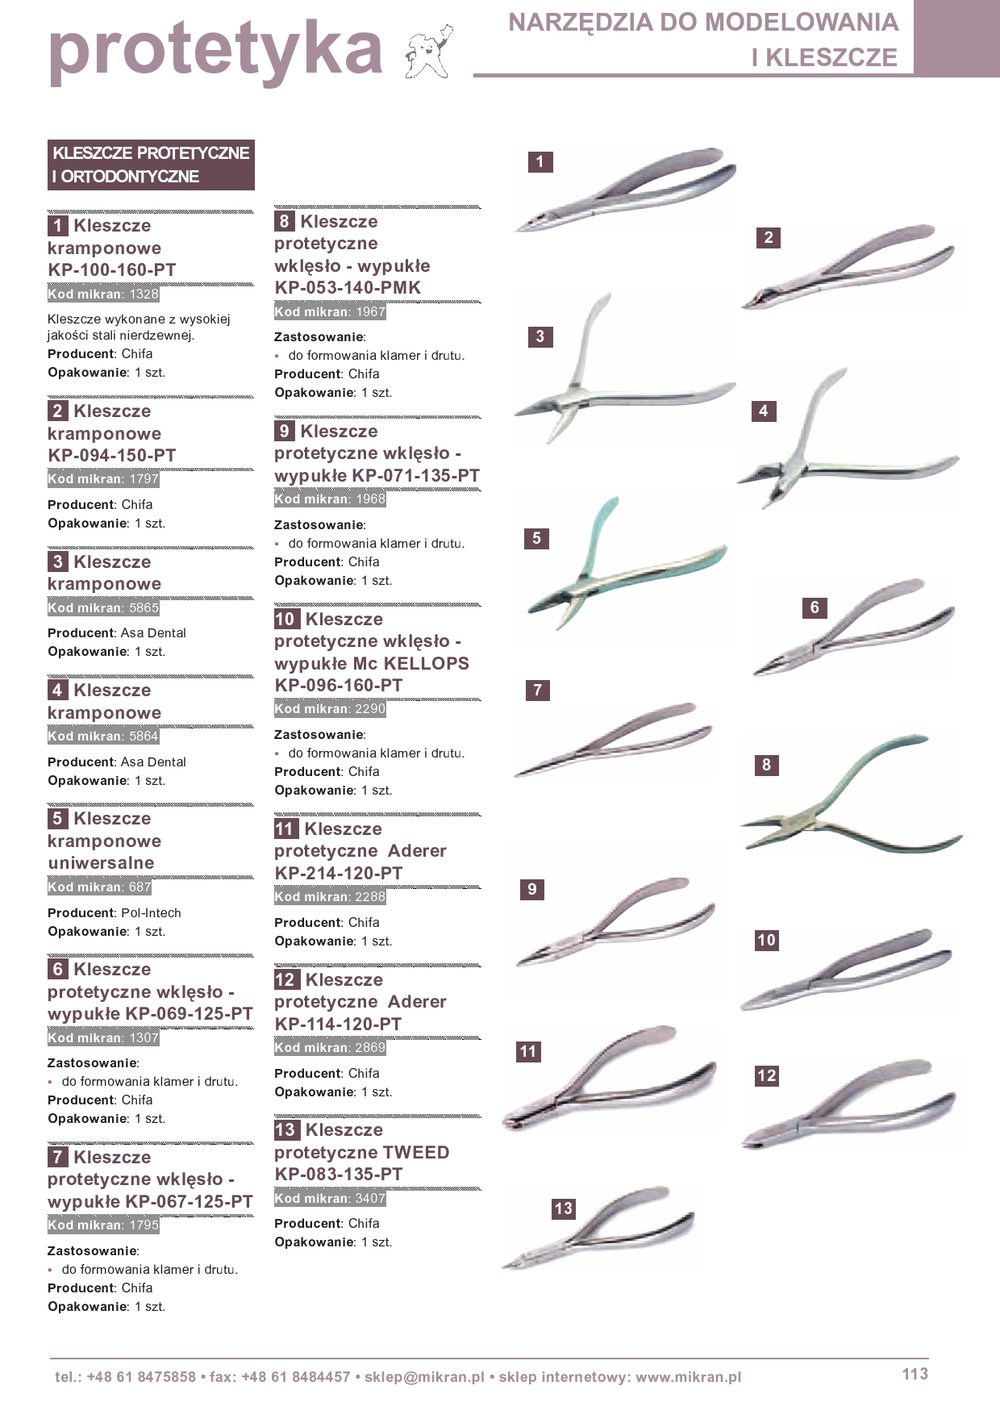 protetyka
NARZĘDZIA DO MODELOWANIA
I KLESZCZE
KLESZCZE PROTETYCZNE
I ORTODONTYCZNE
1 Kleszcze
kramponowe
KP-100-160-PT
Kod mikran: 1328
Kleszcze wykonane z wysokiej
jakości stali nierdzewnej.
Producent: Chifa
Opakowanie: 1 szt.
2 Kleszcze
kramponowe
KP-094-150-PT
Kod mikran: 1797
Producent: Chifa
Opakowanie: 1 szt.
3 Kleszcze
kramponowe
Kod mikran: 5865
Producent: Asa Dental
Opakowanie: 1 szt.
4 Kleszcze
kramponowe
Kod mikran: 5864
Producent: Asa Dental
Opakowanie: 1 szt.
5 Kleszcze
kramponowe
uniwersalne
Kod mikran: 687
Producent: Pol-Intech
Opakowanie: 1 szt.
6 Kleszcze
protetyczne wklęsło -
wypukłe KP-069-125-PT
Kod mikran: 1307
Zastosowanie:
• do formowania klamer i drutu.
Producent: Chifa
Opakowanie: 1 szt.
7 Kleszcze
protetyczne wklęsło -
wypukłe KP-067-125-PT
Kod mikran: 1795
Zastosowanie:
• do formowania klamer i drutu.
Producent: Chifa
Opakowanie: 1 szt.
8 Kleszcze
protetyczne
wklęsło - wypukłe
KP-053-140-PMK
Kod mikran: 1967
Zastosowanie:
• do formowania klamer i drutu.
Producent: Chifa
Opakowanie: 1 szt.
9 Kleszcze
protetyczne wklęsło -
wypukłe KP-071-135-PT
Kod mikran: 1968
Zastosowanie:
• do formowania klamer i drutu.
Producent: Chifa
Opakowanie: 1 szt.
10 Kleszcze
protetyczne wklęsło -
wypukłe Mc KELLOPS
KP-096-160-PT
Kod mikran: 2290
Zastosowanie:
• do formowania klamer i drutu.
Producent: Chifa
Opakowanie: 1 szt.
11 Kleszcze
protetyczne Aderer
KP-214-120-PT
Kod mikran: 2288
Producent: Chifa
Opakowanie: 1 szt.
12 Kleszcze
protetyczne Aderer
KP-114-120-PT
Kod mikran: 2869
Producent: Chifa
Opakowanie: 1 szt.
13 Kleszcze
protetyczne TWEED
KP-083-135-PT
Kod mikran: 3407
Producent: Chifa
Opakowanie: 1 szt.
1
2
3
4
5
6
7
8
9
10
11
12
13
tel.: +48 61 8475858 • fax: +48 61 8484457 • sklep@mikran.pl • sklep internetowy: www.mikran.pl
113